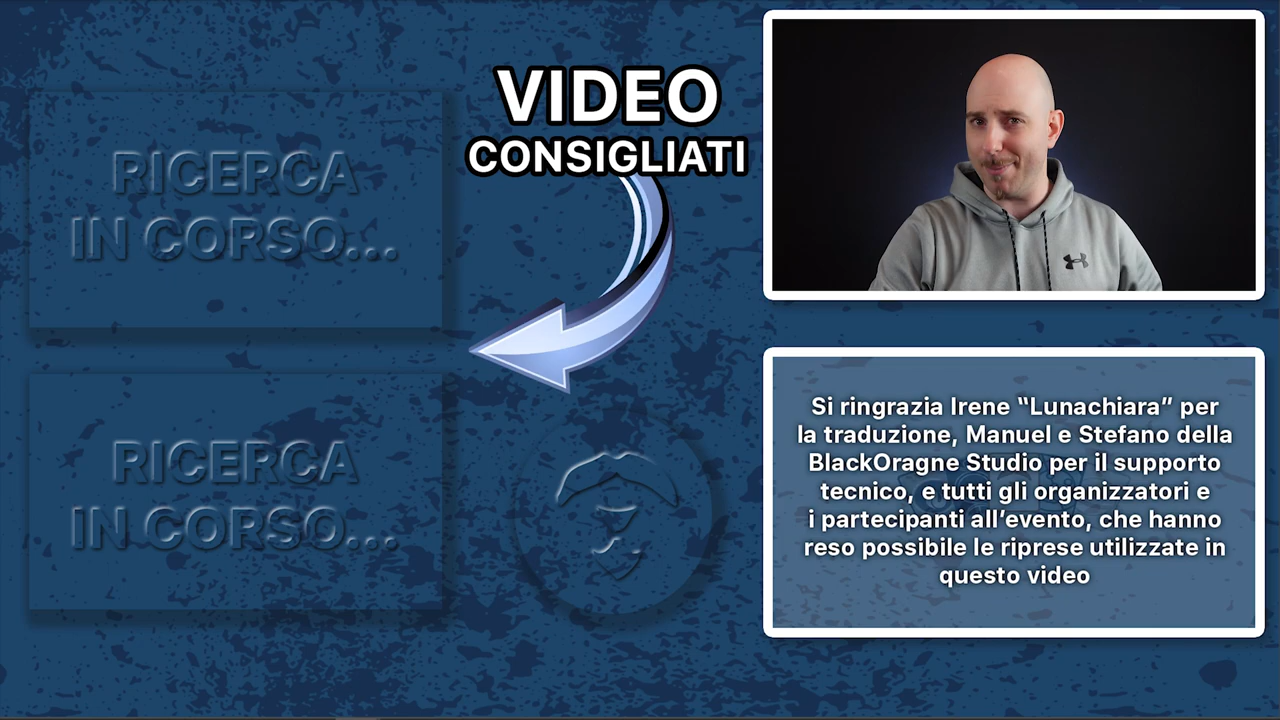 VIDEO
CONSIGLIATI
RICERCA
IN CORSO...
RICERCA
IN CORSO...
Si ringrazia Irene “Lunachiara” per
la traduzione, Manuel e Stefano della
BlackOragne Studio per il supporto
tecnico, e tutti gli organizzatori e
i partecipanti all’evento, che hanno
reso possibile le riprese utilizzate in
questo video